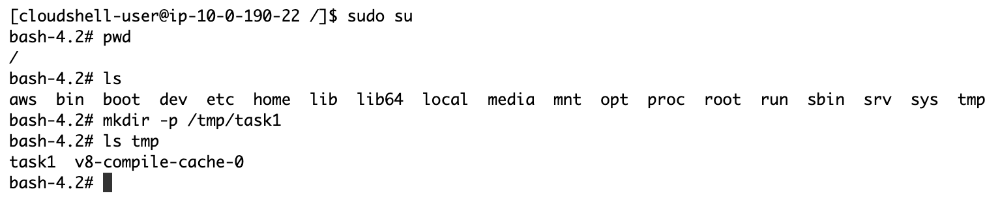 [cloudshell-user@ip-10-0-190-22 /]$ sudo su
bash-4.2# pwd
/
bash-4.2# ls
aws  bin  boot  dev  etc  home  lib  lib64  local  media  mnt  opt  proc  root  run  sbin  srv  sys  tmp
bash-4.2# mkdir -p /tmp/task1
bash-4.2# ls tmp
task1  v8-compile-cache-0
bash-4.2#